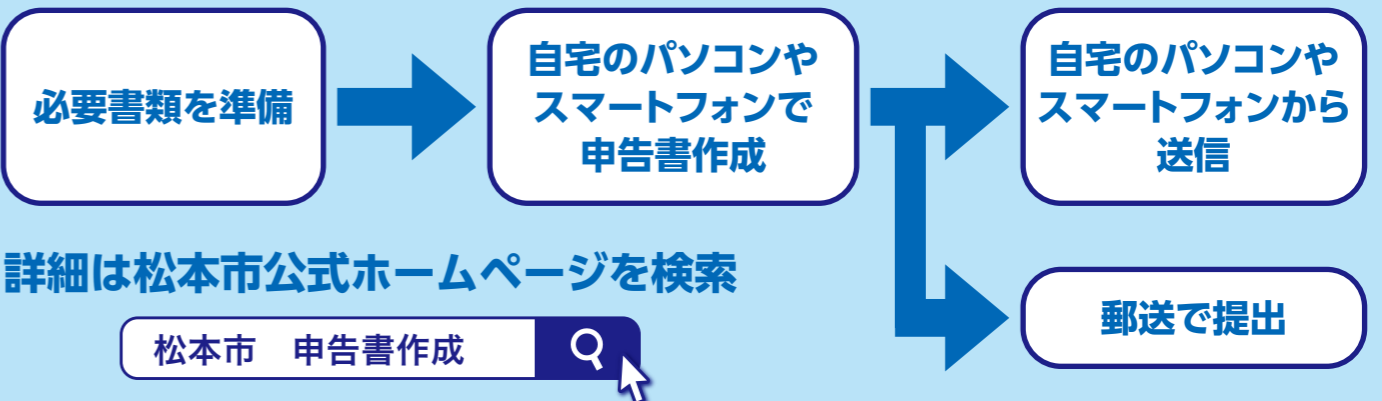 必要書類を準備
自宅のパソコンや
スマートフォンで
申告書作成
自宅のパソコンや
スマートフォンから
送信
郵送で提出
詳細は松本市公式ホームページを検索
松本市　申告書作成